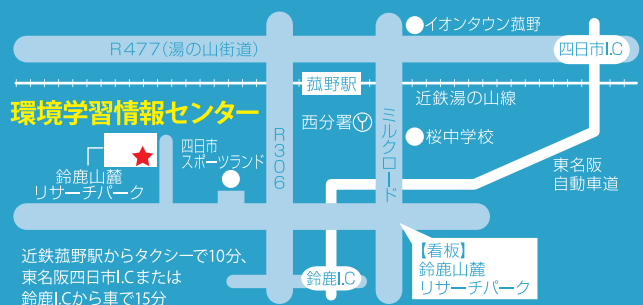 イオンタウン菰野
R477(湯の山街道)
四日市I.C
菰野駅
近鉄湯の山線
環境学習情報センター
西分署
ミルクロード
桜中学校
R306
四日市
スポーツランド
鈴鹿山麓
リサーチパーク
東名阪
自動車道
近鉄菰野駅からタクシーで10分、
東名阪四日市I.Cまたは
鈴鹿I.Cから車で15分
鈴鹿I.C
【看板】
鈴鹿山麓
リサーチパーク